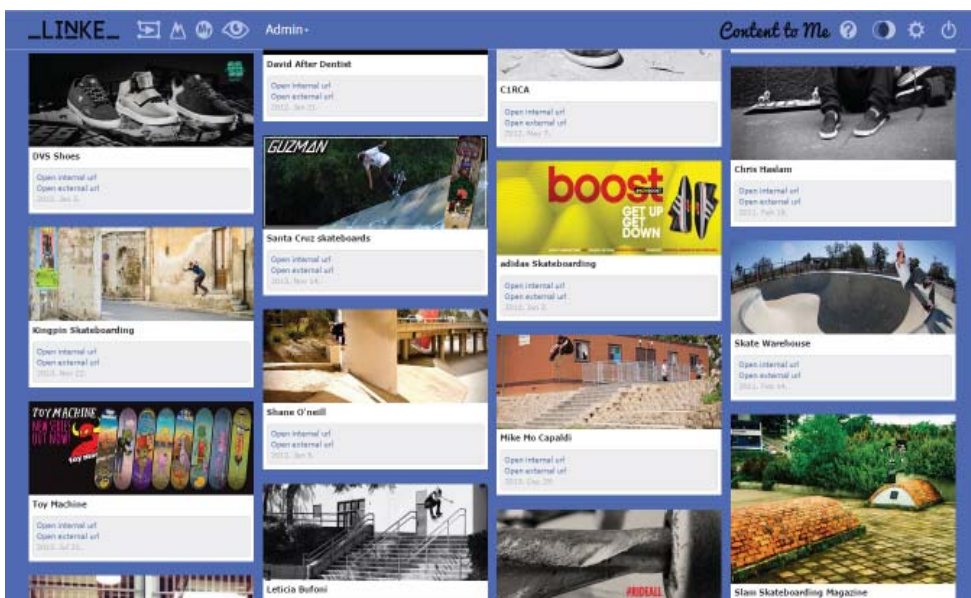 _LINKE_
Admin
Content to Me
DVS Shoes
Open internal url
Open external url
Kingpin Skateboarding
Open internal url
Open external url
TOY MACHINE
NEW SERIES
OUT NOW!
Toy Machine
Open internal url
Open external url
David After Dentist
Open internal url
Open external url
GUZMAN
Santa Cruz skateboards
Open internal url
Open external url
Shane O'neill
Open internal url
Open external url
Leticia Bufoni
C1RCA
Open internal url
Open external url
boost
GET UP
GET
DOWN
adidas Skateboarding
Open internal url
Open external url
Mike Mo Capaldi
Open internal url
Open external url
#RIDEALL
Chris Haslam
Open internal url
Open external url
Skate Warehouse
Open internal url
Open external url
Slam Skateboarding Magazine